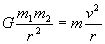 G m₁m₂/r² = m v²/r